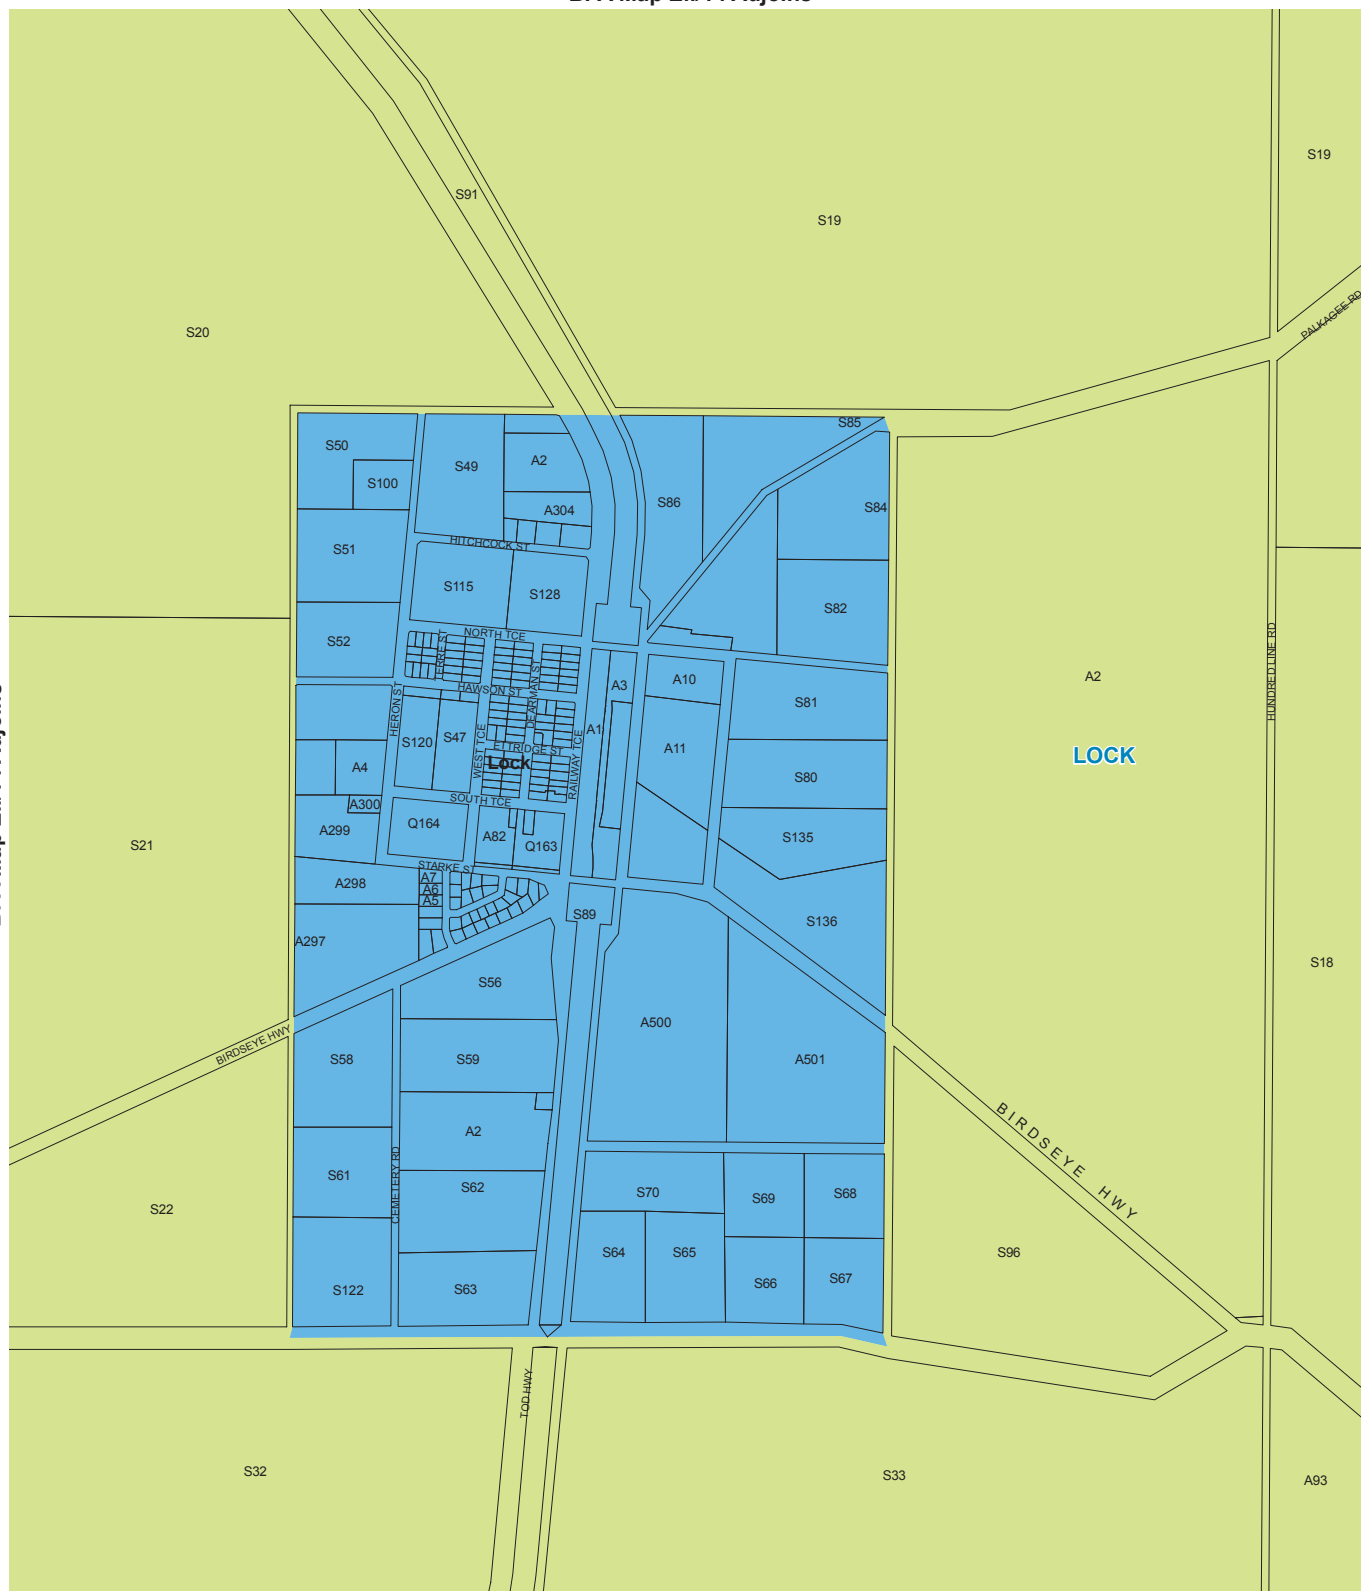 S19
S91
S19
S20
PALKAGEE RD
S85
S50
A2
S49
S100
S86
A304
S84
HITCHCOCK ST
S51
S115
S128
S82
NORTH TCE
S52
A2
HUNDRED LINE RD
HAWSON ST
DEARMAN ST
A3
A10
HERON ST
S81
A1
S120
S47
WEST TCE
ETTRIDGE ST
RAILWAY TCE
A11
LOCK
Lock
A4
S80
SOUTH TCE
A300
A299
Q164
A82
Q163
S135
S21
STARKE ST
A7
A6
A5
A298
S89
S136
A297
S18
S56
A500
BIRDSEYE HWY
S58
S59
A501
BIRDSEYE HWY
A2
S61
CEMETERY RD
S62
S70
S69
S68
S22
S64
S65
S66
S67
S96
S122
S63
TOD HWY
S32
S33
A93